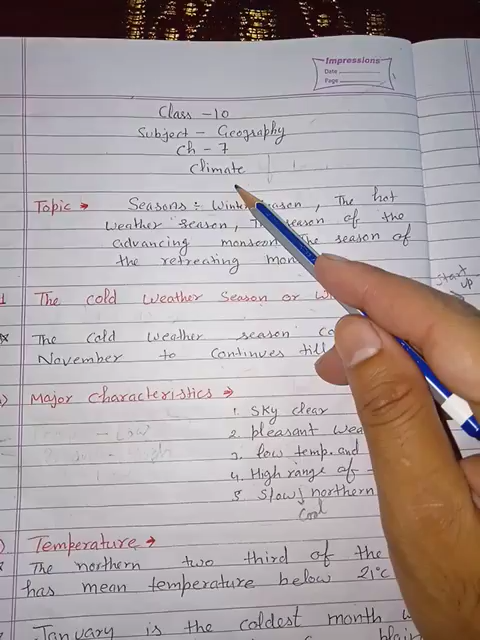 Impressions
Date
Page
Class - 10
Subject - Geography
Ch - 7
Climate
Topic → Seasons : Winter season, The hot
weather season, The season of the
advancing monsoon, The season of
the retreating
The cold weather Season or
The cold weather season
November to continues till
Major characteristics →
1. Sky clear
2. pleasant
3. low temp. and
4. High range of
5. Slow northern
Cool
Temperature →
The northern two third of the
has mean temperature below 21°C
January is the coldest month
start
up